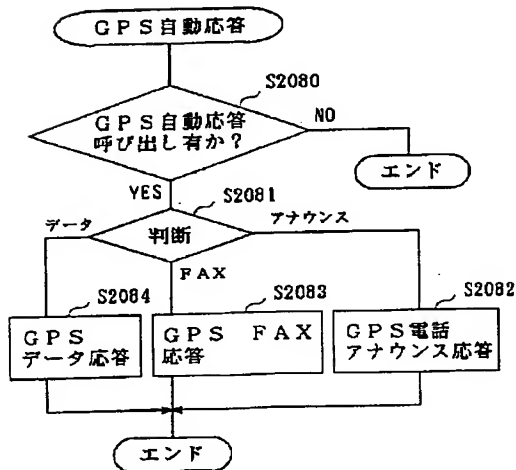 GPS自動応答
S2080
GPS自動応答
呼び出し有か?
NO
エンド
YES
S2081
データ
判断
アナウンス
FAX
S2084
S2083
S2082
GPS
データ応答
GPS FAX
応答
GPS電話
アナウンス応答
エンド